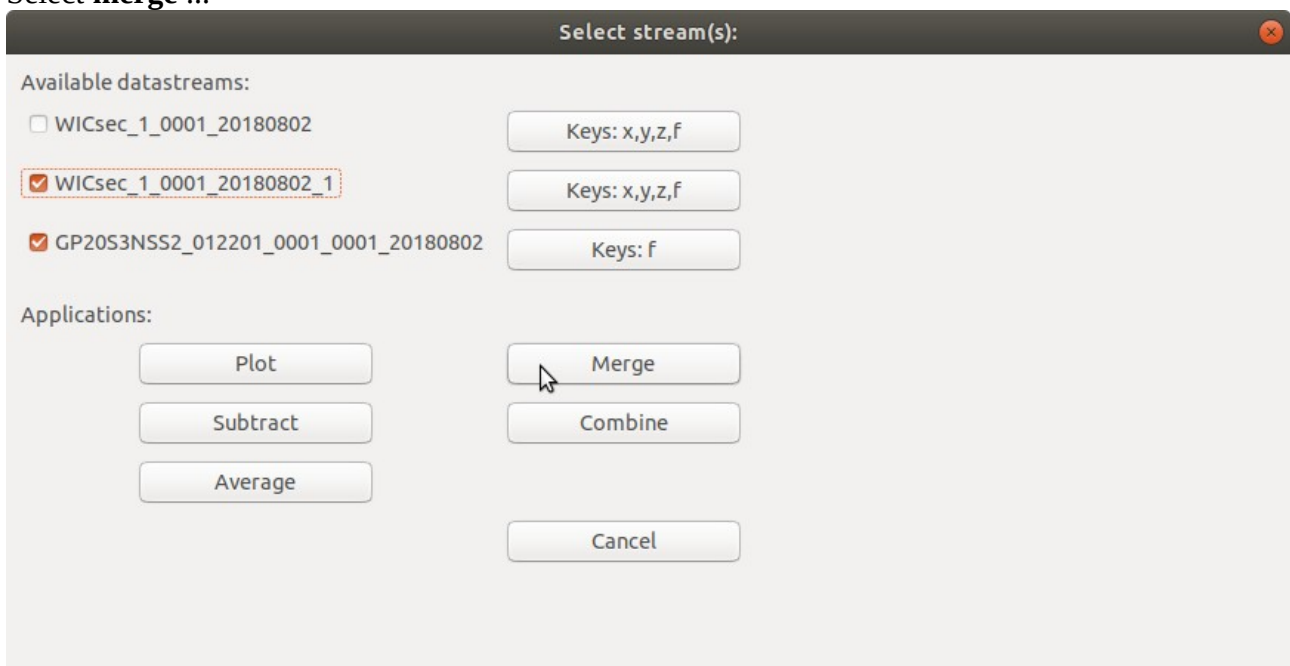 Select merge ...
Select stream(s):
Available datastreams:
WICsec_1_0001_20180802 Keys: x,y,z,f
WICsec_1_0001_20180802_1 Keys: x,y,z,f
GP20S3NSS2_012201_0001_0001_20180802 Keys: f
Applications:
Plot Merge
Subtract Combine
Average
Cancel